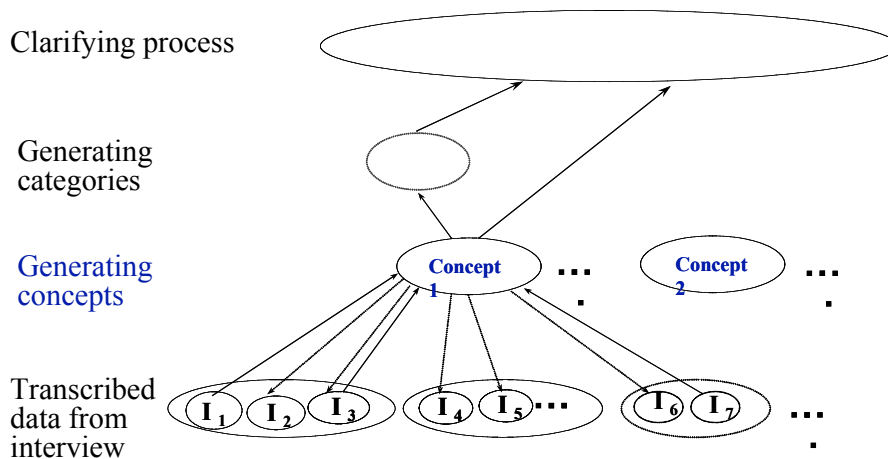 Clarifying process
Generating
categories
Generating
concepts
Concept
1
...
.
Concept
2
...
.
Transcribed
data from
interview
I 1 I 2 I 3 I 4 I 5 ... I 6 I 7 ...
.